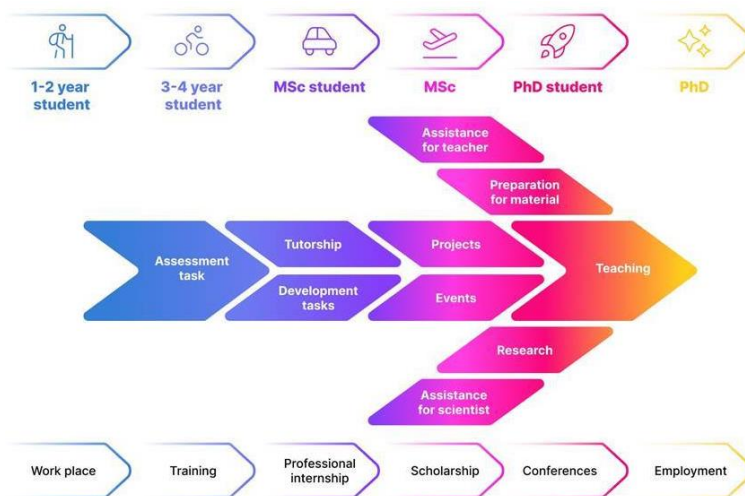 1-2 year
student
3-4 year
student
MSc student
MSc
PhD student
PhD
Assistance
for teacher
Preparation
for material
Assessment
task
Tutorship
Projects
Teaching
Development
tasks
Events
Research
Assistance
for scientist
Work place
Training
Professional
internship
Scholarship
Conferences
Employment